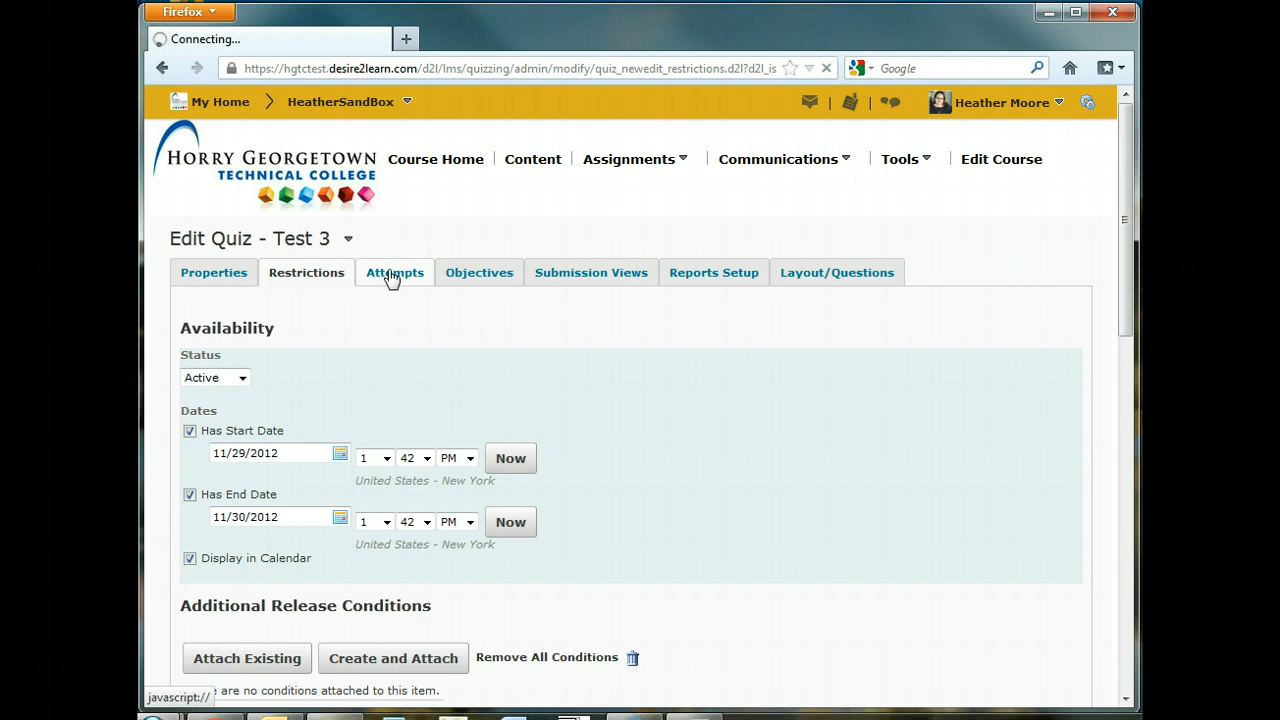 Firefox
Connecting...
https://hgtctest.desire2learn.com/d2l/lms/quizzing/admin/modify/quiz_newedit_restrictions.d2l?d2l_is
Google
My Home HeatherSandBox Heather Moore
HORRY GEORGETOWN
TECHNICAL COLLEGE
Course Home Content Assignments Communications Tools Edit Course
Edit Quiz - Test 3
Properties Restrictions Attempts Objectives Submission Views Reports Setup Layout/Questions
Availability
Status
Active
Dates
Has Start Date
11/29/2012 1 42 PM Now
United States - New York
Has End Date
11/30/2012 1 42 PM Now
United States - New York
Display in Calendar
Additional Release Conditions
Attach Existing Create and Attach Remove All Conditions
are no conditions attached to this item.
javascript://